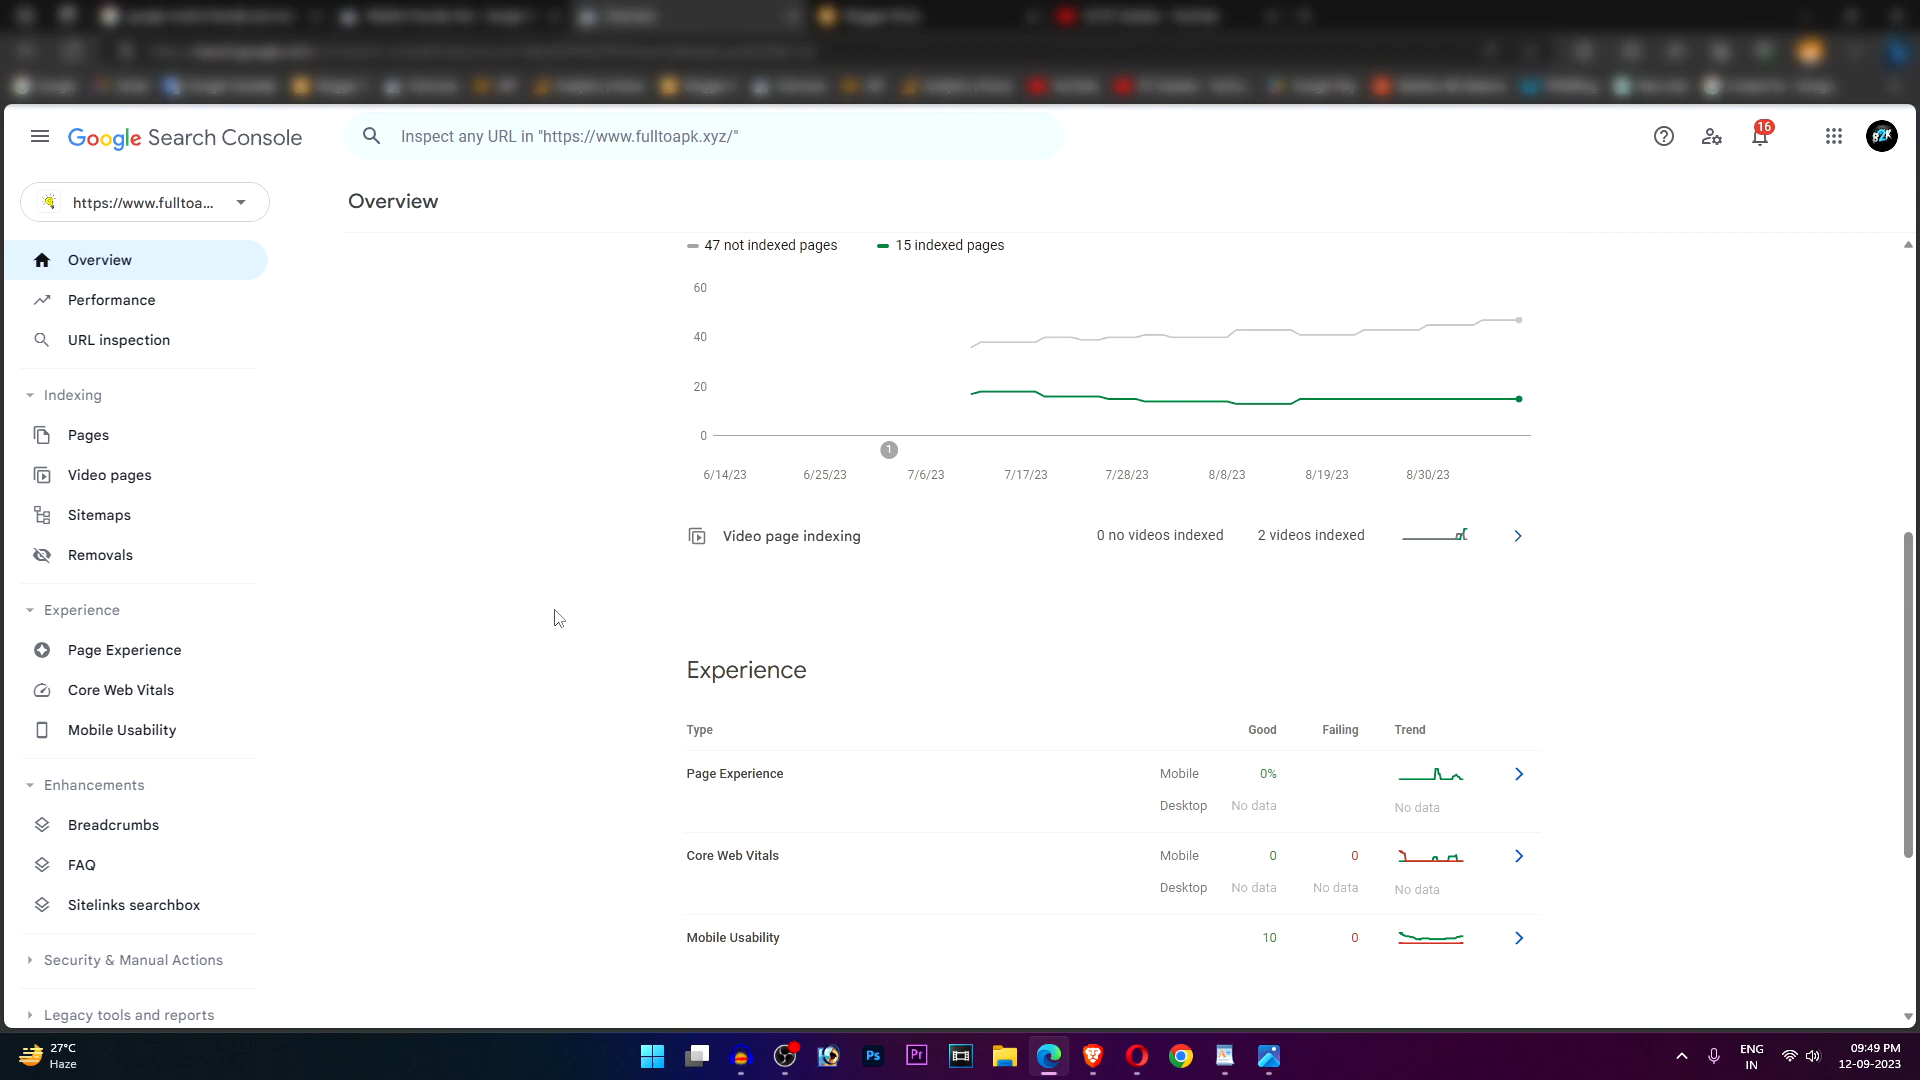 Google Search Console
Inspect any URL in "https://www.fulltoapk.xyz/"
16
https://www.fulltoa...
Overview
Overview
Performance
URL inspection
Indexing
Pages
Video pages
Sitemaps
Removals
Experience
Page Experience
Core Web Vitals
Mobile Usability
Enhancements
Breadcrumbs
FAQ
Sitelinks searchbox
Security & Manual Actions
Legacy tools and reports
47 not indexed pages 15 indexed pages
60
40
20
0
1
6/14/23 6/25/23 7/6/23 7/17/23 7/28/23 8/8/23 8/19/23 8/30/23
Video page indexing 0 no videos indexed 2 videos indexed
Experience
Type Good Failing Trend
Page Experience Mobile 0%
Desktop No data No data
Core Web Vitals Mobile 0 0
Desktop No data No data No data
Mobile Usability 10 0
27°C
Haze
Ps
Pr
ENG
IN
09:49 PM
12-09-2023